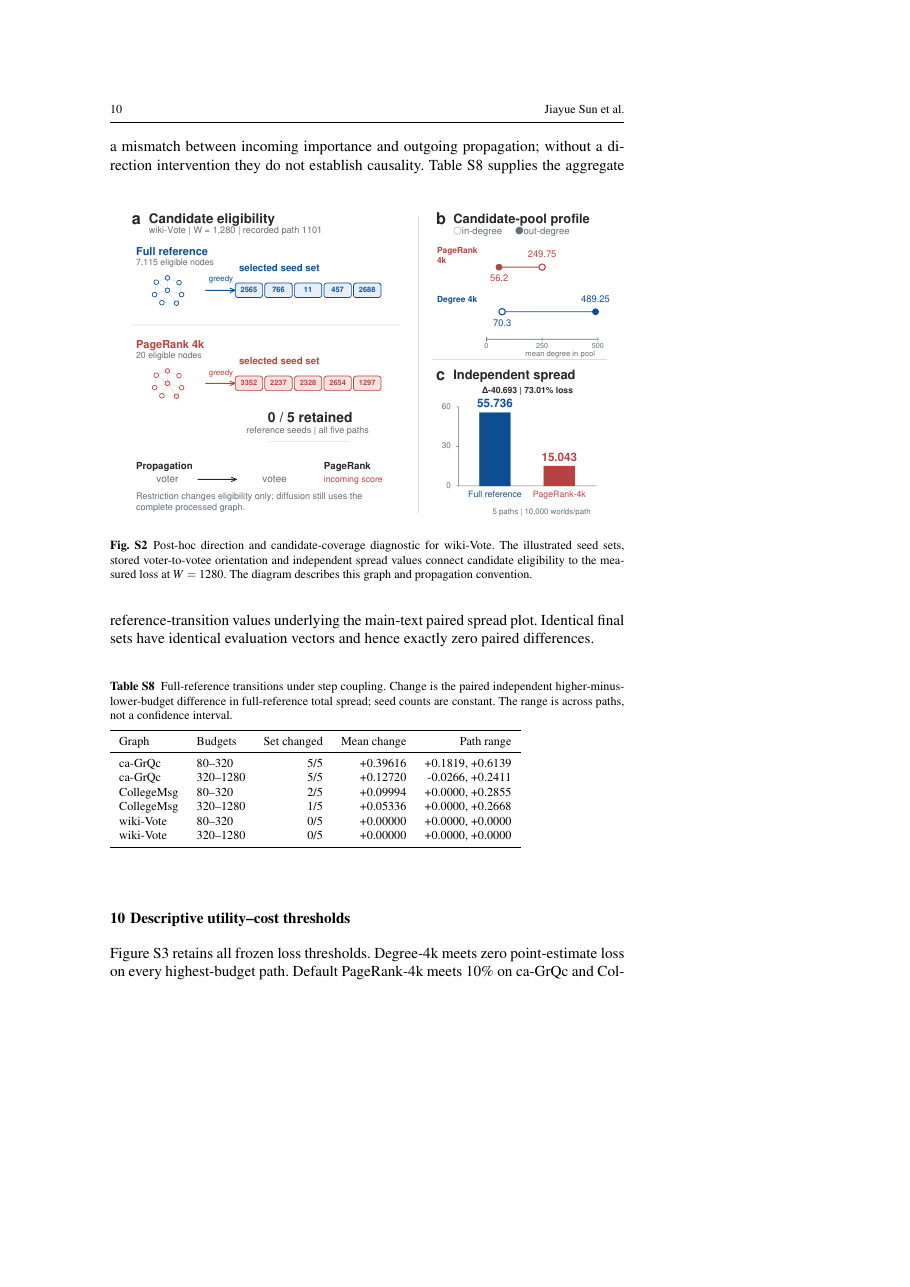 10 Jiayue Sun et al.
a mismatch between incoming importance and outgoing propagation; without a di-
rection intervention they do not establish causality. Table S8 supplies the aggregate
a Candidate eligibility
wiki-Vote | W = 1,280 | recorded path 1101
Full reference
7,115 eligible nodes
selected seed set
greedy
2565 766 11 457 2688
PageRank 4k
20 eligible nodes
selected seed set
greedy
3352 2237 2328 2654 1297
0 / 5 retained
reference seeds | all five paths
Propagation PageRank
voter votee incoming score
Restriction changes eligibility only; diffusion still uses the
complete processed graph.
b Candidate-pool profile
in-degree out-degree
PageRank
4k
249.75
56.2
Degree 4k
489.25
70.3
0 250 500
mean degree in pool
c Independent spread
Δ-40.693 | 73.01% loss
60
55.736
30
15.043
0
Full reference PageRank-4k
5 paths | 10,000 worlds/path
Fig. S2 Post-hoc direction and candidate-coverage diagnostic for wiki-Vote. The illustrated seed sets,
stored voter-to-votee orientation and independent spread values connect candidate eligibility to the mea-
sured loss at W = 1280. The diagram describes this graph and propagation convention.
reference-transition values underlying the main-text paired spread plot. Identical final
sets have identical evaluation vectors and hence exactly zero paired differences.
Table S8 Full-reference transitions under step coupling. Change is the paired independent higher-minus-
lower-budget difference in full-reference total spread; seed counts are constant. The range is across paths,
not a confidence interval.
Graph Budgets Set changed Mean change Path range
ca-GrQc 80–320 5/5 +0.39616 +0.1819, +0.6139
ca-GrQc 320–1280 5/5 +0.12720 -0.0266, +0.2411
CollegeMsg 80–320 2/5 +0.09994 +0.0000, +0.2855
CollegeMsg 320–1280 1/5 +0.05336 +0.0000, +0.2668
wiki-Vote 80–320 0/5 +0.00000 +0.0000, +0.0000
wiki-Vote 320–1280 0/5 +0.00000 +0.0000, +0.0000
10 Descriptive utility–cost thresholds
Figure S3 retains all frozen loss thresholds. Degree-4k meets zero point-estimate loss
on every highest-budget path. Default PageRank-4k meets 10% on ca-GrQc and Col-